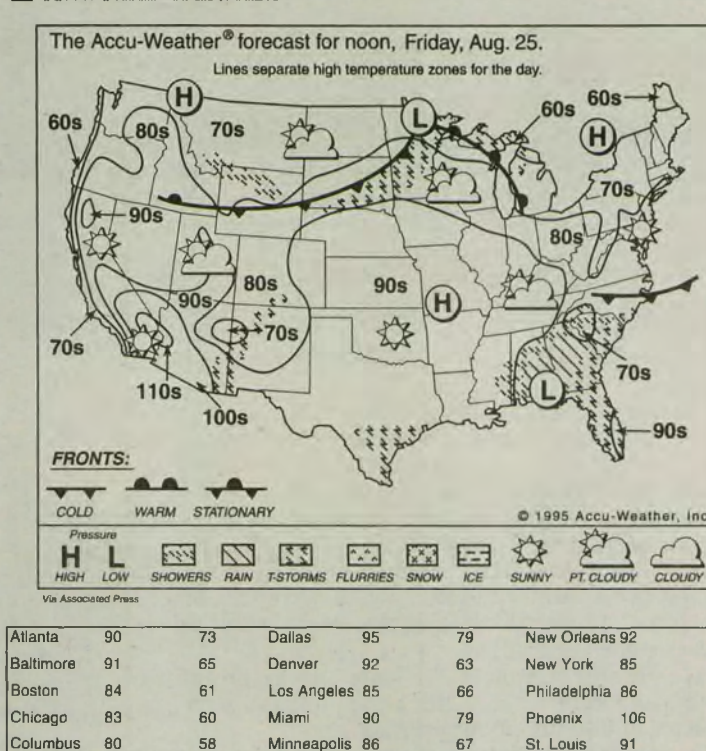 The Accu-Weather® forecast for noon, Friday, Aug. 25.
Lines separate high temperature zones for the day.
H
L
60s
60s
60s
80s
70s
H
70s
90s
80s
90s
80s
90s
H
70s
70s
110s
100s
L
70s
90s
FRONTS:
COLD WARM STATIONARY
© 1995 Accu-Weather, Inc
Pressure
H L
HIGH LOW SHOWERS RAIN T-STORMS FLURRIES SNOW ICE SUNNY PT. CLOUDY CLOUDY
Via Associated Press
Atlanta 90 73 Dallas 95 79 New Orleans 92
Baltimore 91 65 Denver 92 63 New York 85
Boston 84 61 Los Angeles 85 66 Philadelphia 86
Chicago 83 60 Miami 90 79 Phoenix 106
Columbus 80 58 Minneapolis 86 67 St. Louis 91